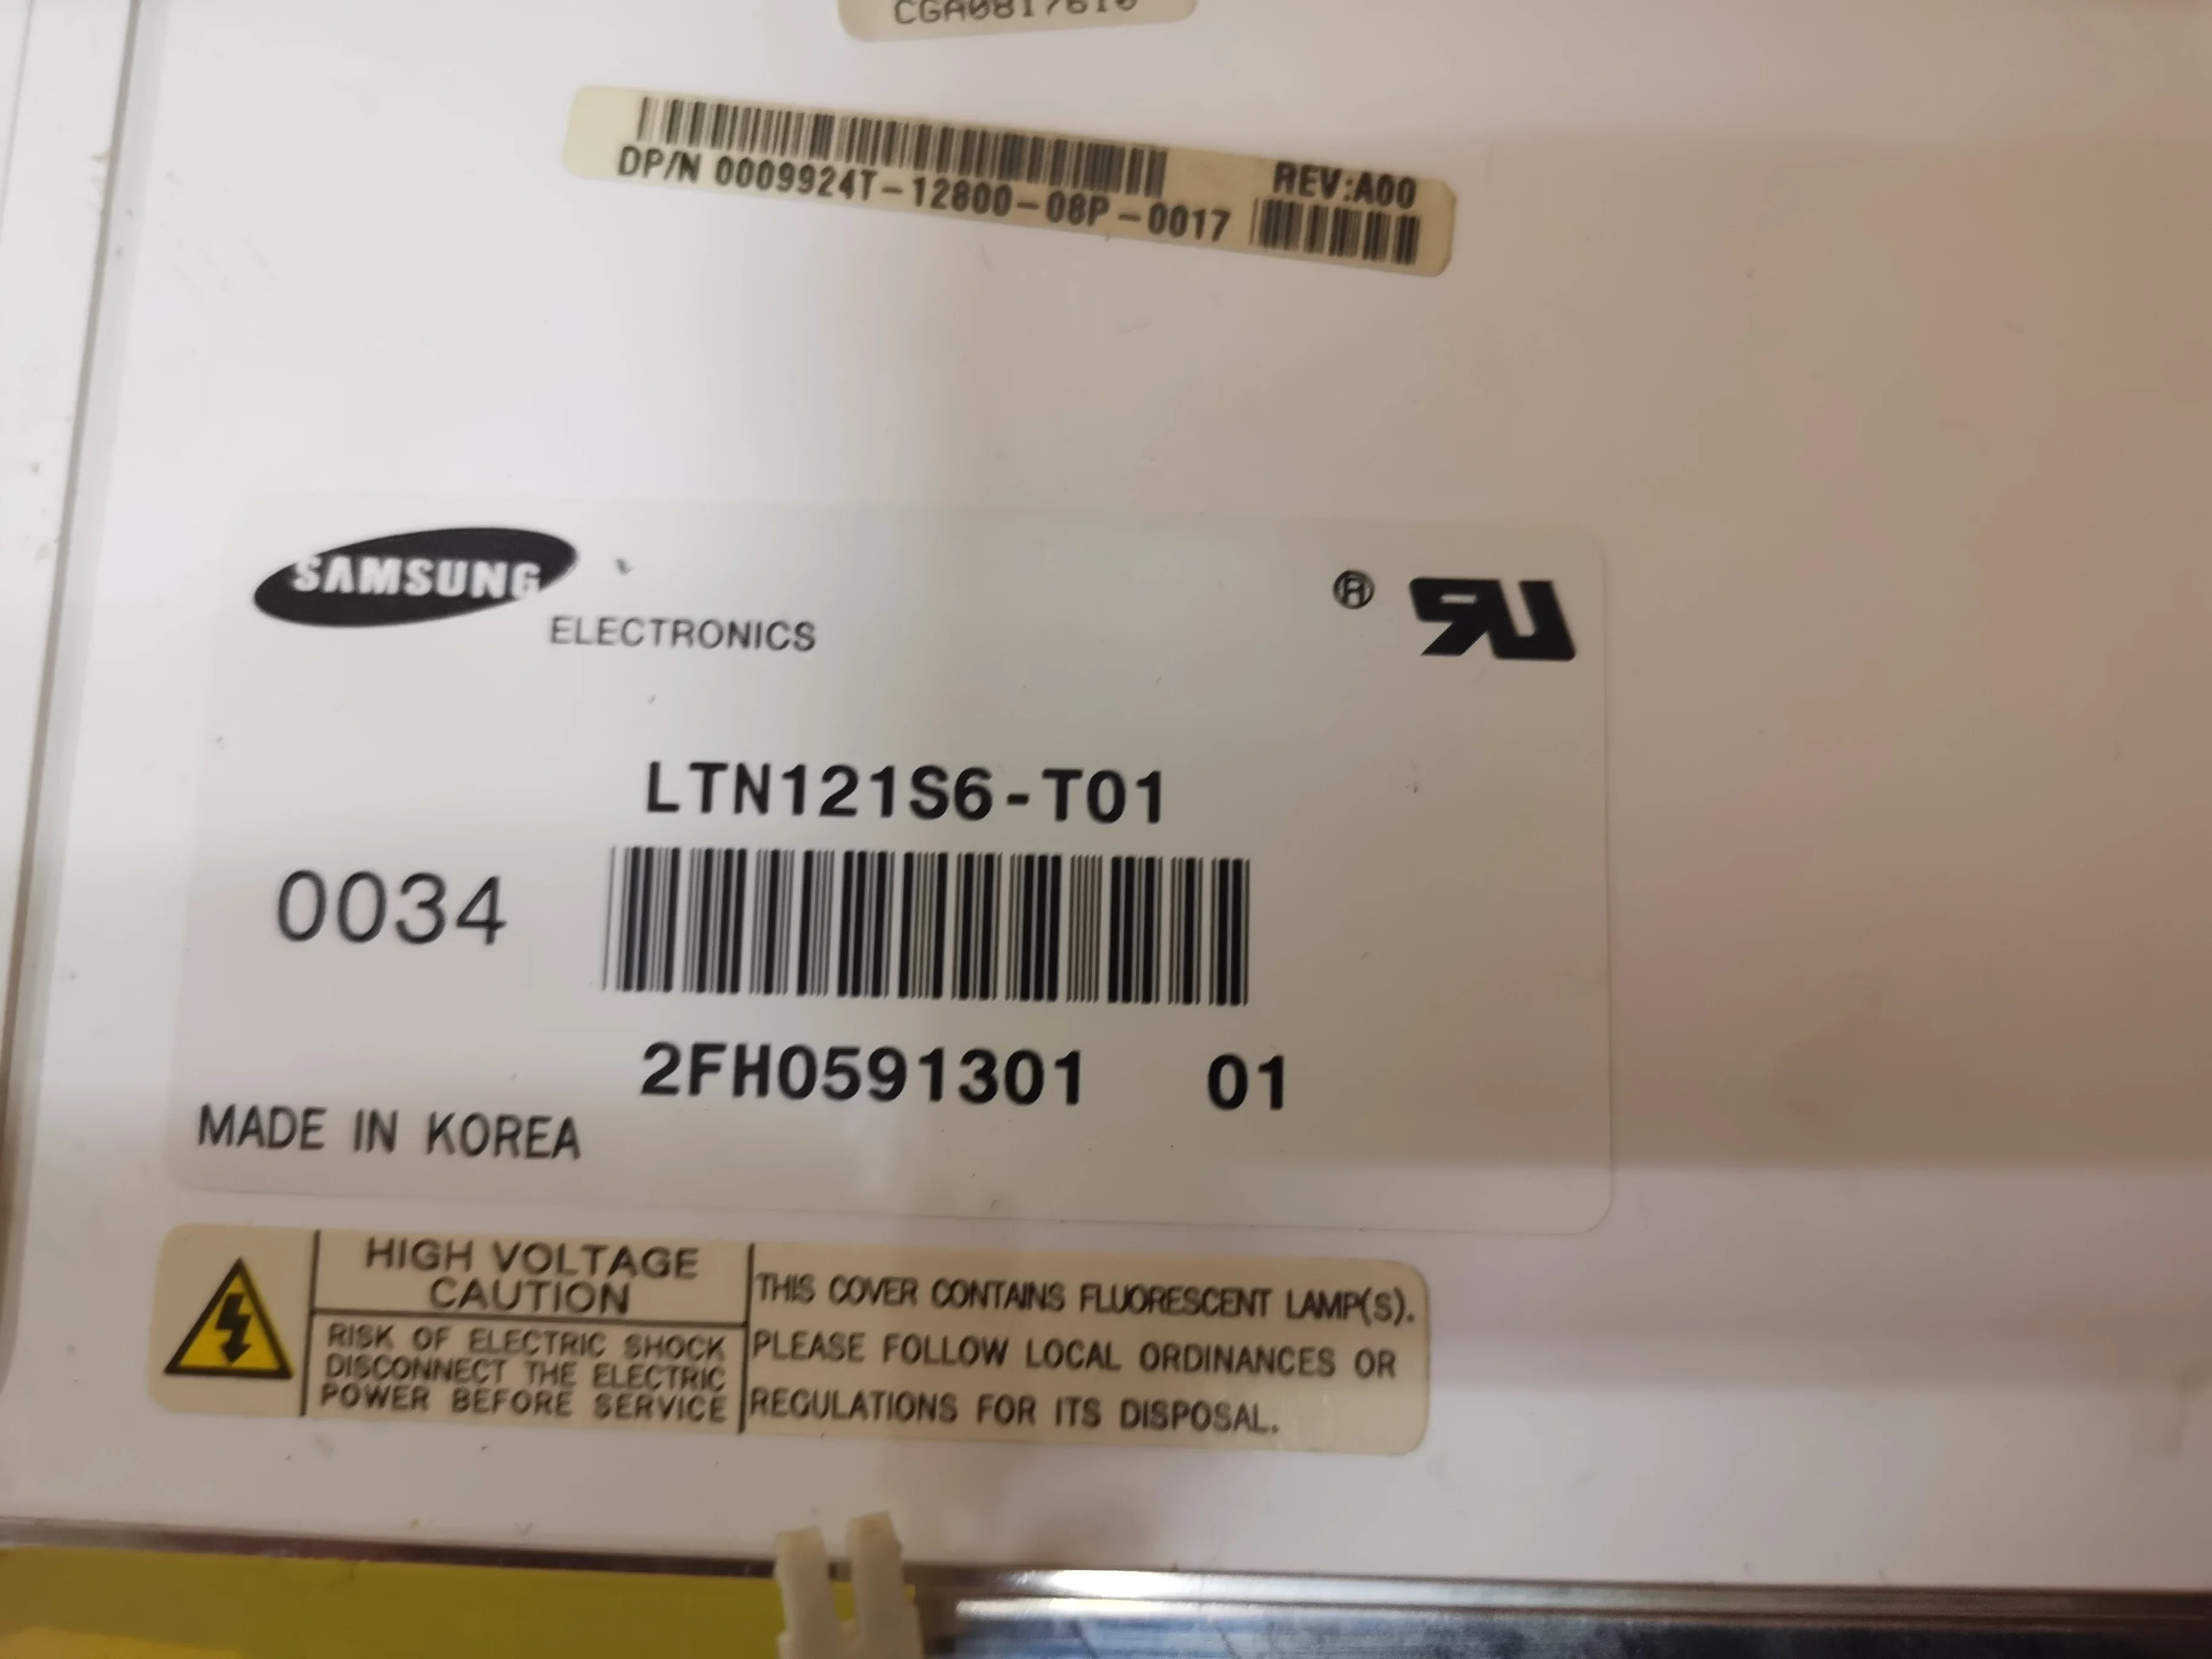 CGA0817610
DP/N 0009924T-12800-08P-0017
REV:A00
SAMSUNG
ELECTRONICS
®
LTN121S6-T01
0034
2FH0591301 01
MADE IN KOREA
HIGH VOLTAGE
CAUTION
RISK OF ELECTRIC SHOCK
DISCONNECT THE ELECTRIC
POWER BEFORE SERVICE
THIS COVER CONTAINS FLUORESCENT LAMP(S).
PLEASE FOLLOW LOCAL ORDINANCES OR
REGULATIONS FOR ITS DISPOSAL.